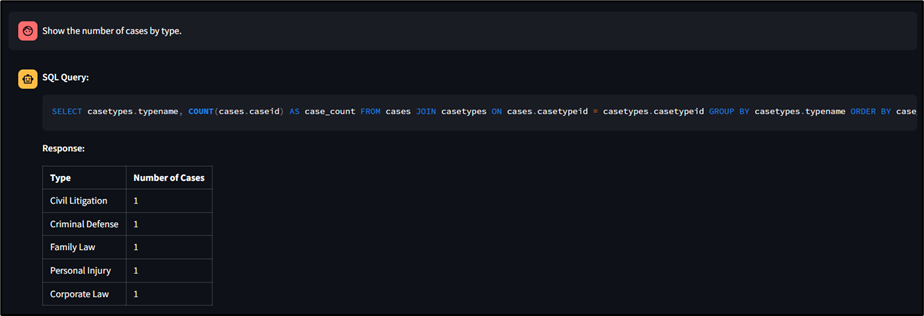 Show the number of cases by type.
SQL Query:
SELECT casetypes.typename, COUNT(cases.caseid) AS case_count FROM cases JOIN casetypes ON cases.casetypeid = casetypes.casetypeid GROUP BY casetypes.typename ORDER BY case_
Response:
Type Number of Cases
Civil Litigation 1
Criminal Defense 1
Family Law 1
Personal Injury 1
Corporate Law 1